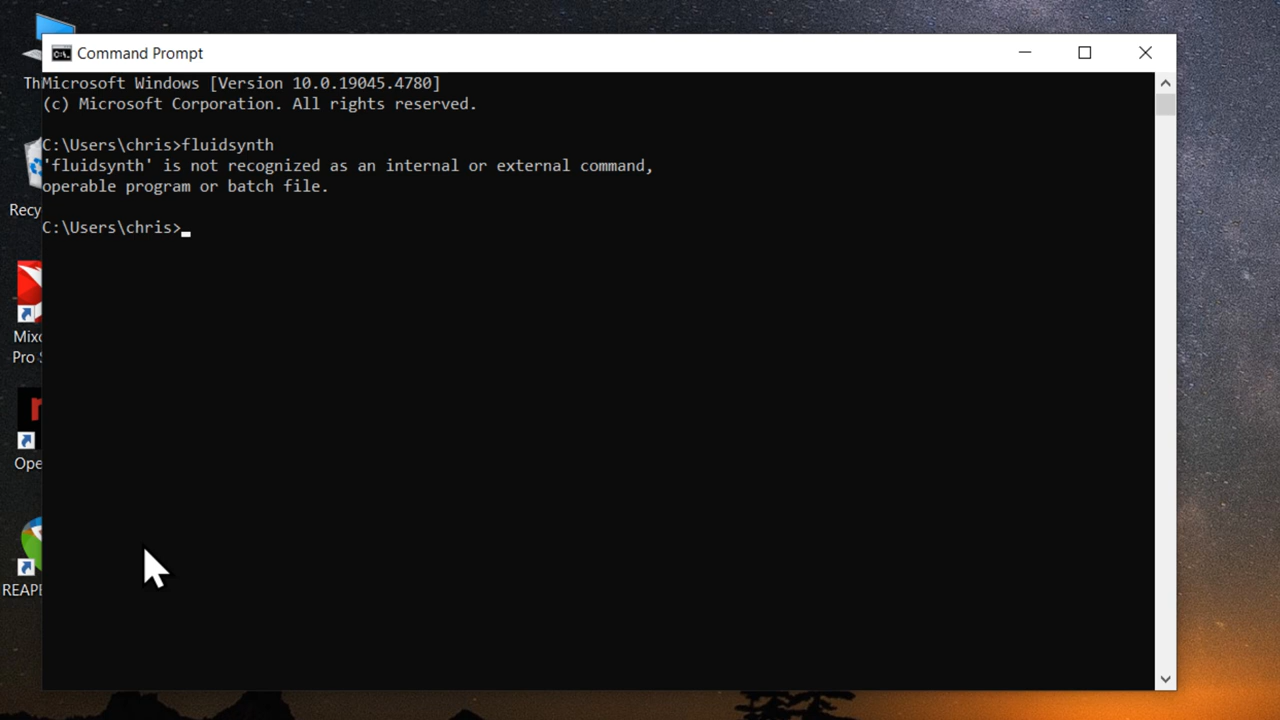 Command Prompt
Microsoft Windows [Version 10.0.19045.4780]
(c) Microsoft Corporation. All rights reserved.
C:\Users\chris>fluidsynth
'fluidsynth' is not recognized as an internal or external command,
operable program or batch file.
C:\Users\chris>
Th
Recy
Mixc
Pro S
Ope
REAPE